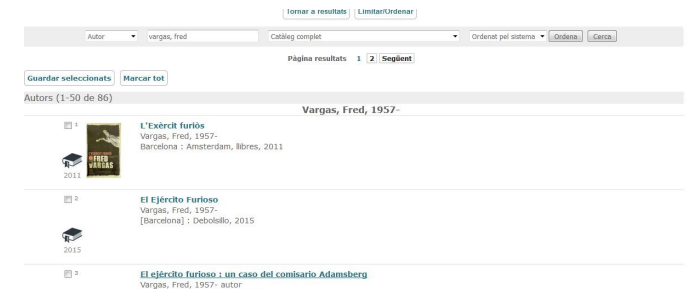 Tornar a resultats Limitar/Ordenar
Autor vargas, fred Catàleg complet Ordenat pel sistema Ordena Cerca
Pàgina resultats 1 2 Següent
Guardar seleccionats Marcar tot
Autors (1-50 de 86)
Vargas, Fred, 1957-
1 L'Exèrcit furiós
Vargas, Fred, 1957-
Barcelona : Amsterdam, llibres, 2011
FRED
VARGAS
2011
2 El Ejército Furioso
Vargas, Fred, 1957-
[Barcelona] : Debolsillo, 2015
2015
3 El ejército furioso : un caso del comisario Adamsberg
Vargas, Fred, 1957- autor